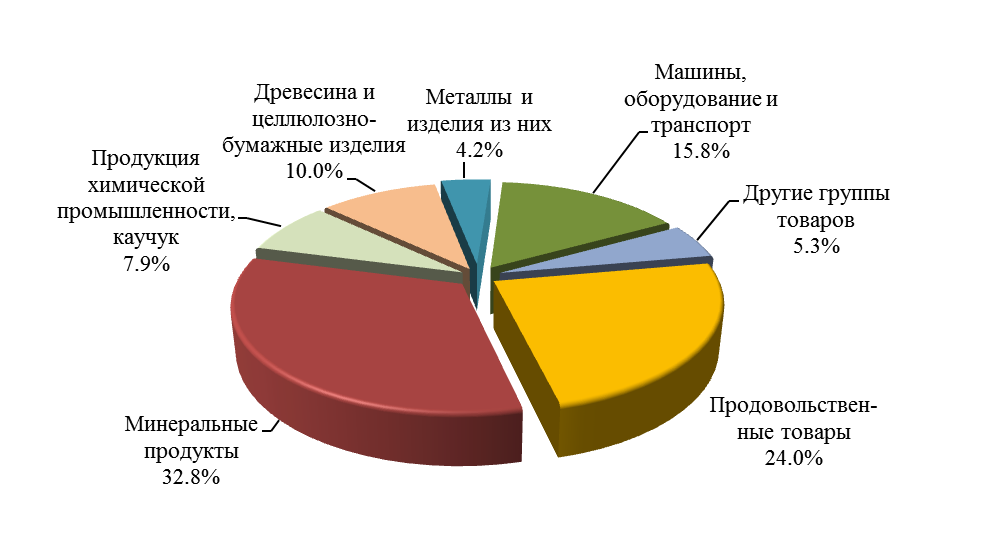 Машины,
оборудование и
транспорт
15.8%
Другие группы
товаров
5.3%
Продовольствен-
ные товары
24.0%
Минеральные
продукты
32.8%
Продукция
химической
промышленности,
каучук
7.9%
Древесина и
целлюлозно-
бумажные изделия
10.0%
Металлы и
изделия из них
4.2%